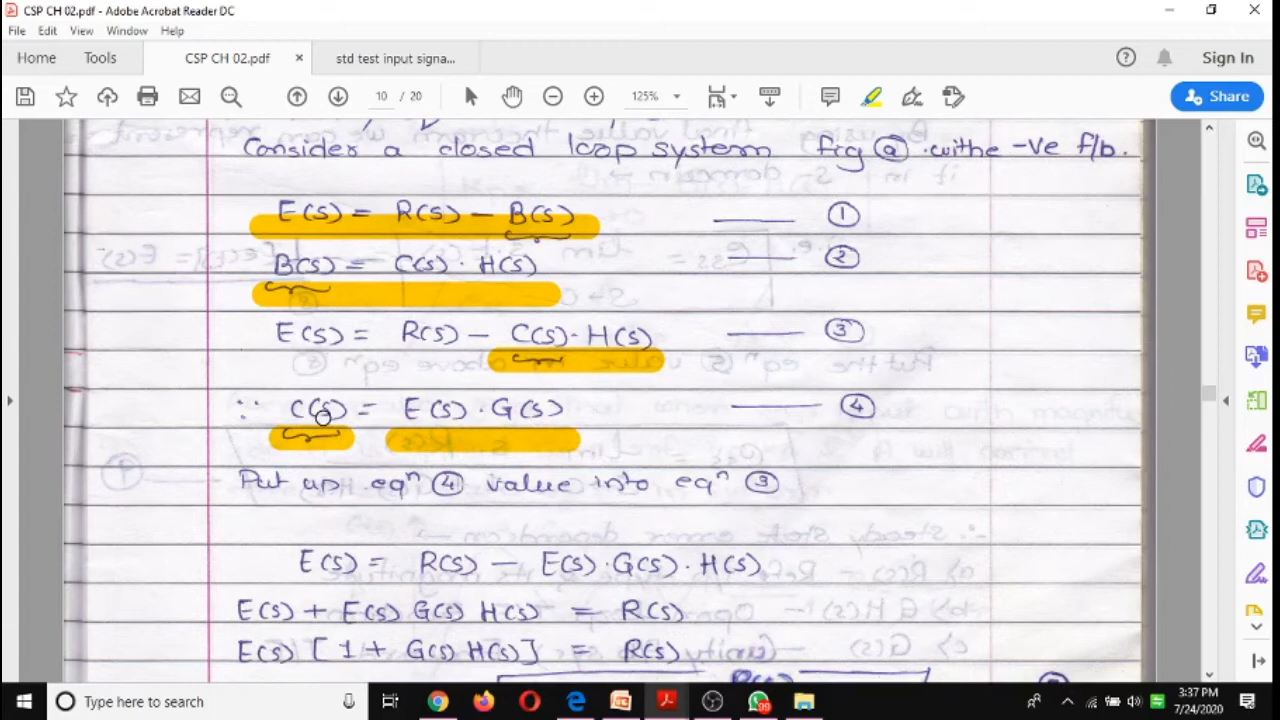 CSP CH 02.pdf - Adobe Acrobat Reader DC
File Edit View Window Help
Home Tools CSP CH 02.pdf × std test input signa... Sign In
10 / 20 125% Share
Consider a closed loop system fig ⓐ withe -ve f/b.
E(s) = R(s) - B(s) ——— ①
B(s) = C(s) · H(s) ——— ②
E(s) = R(s) - C(s) · H(s) ——— ③
∵ C(s) = E(s) · G(s) ——— ④
Put up eqⁿ ④ value into eqⁿ ③
E(s) = R(s) - E(s) · G(s) · H(s)
E(s) + E(s) G(s) H(s) = R(s)
E(s) [ 1 + G(s) H(s)] = R(s)
Type here to search
99
3:37 PM
7/24/2020